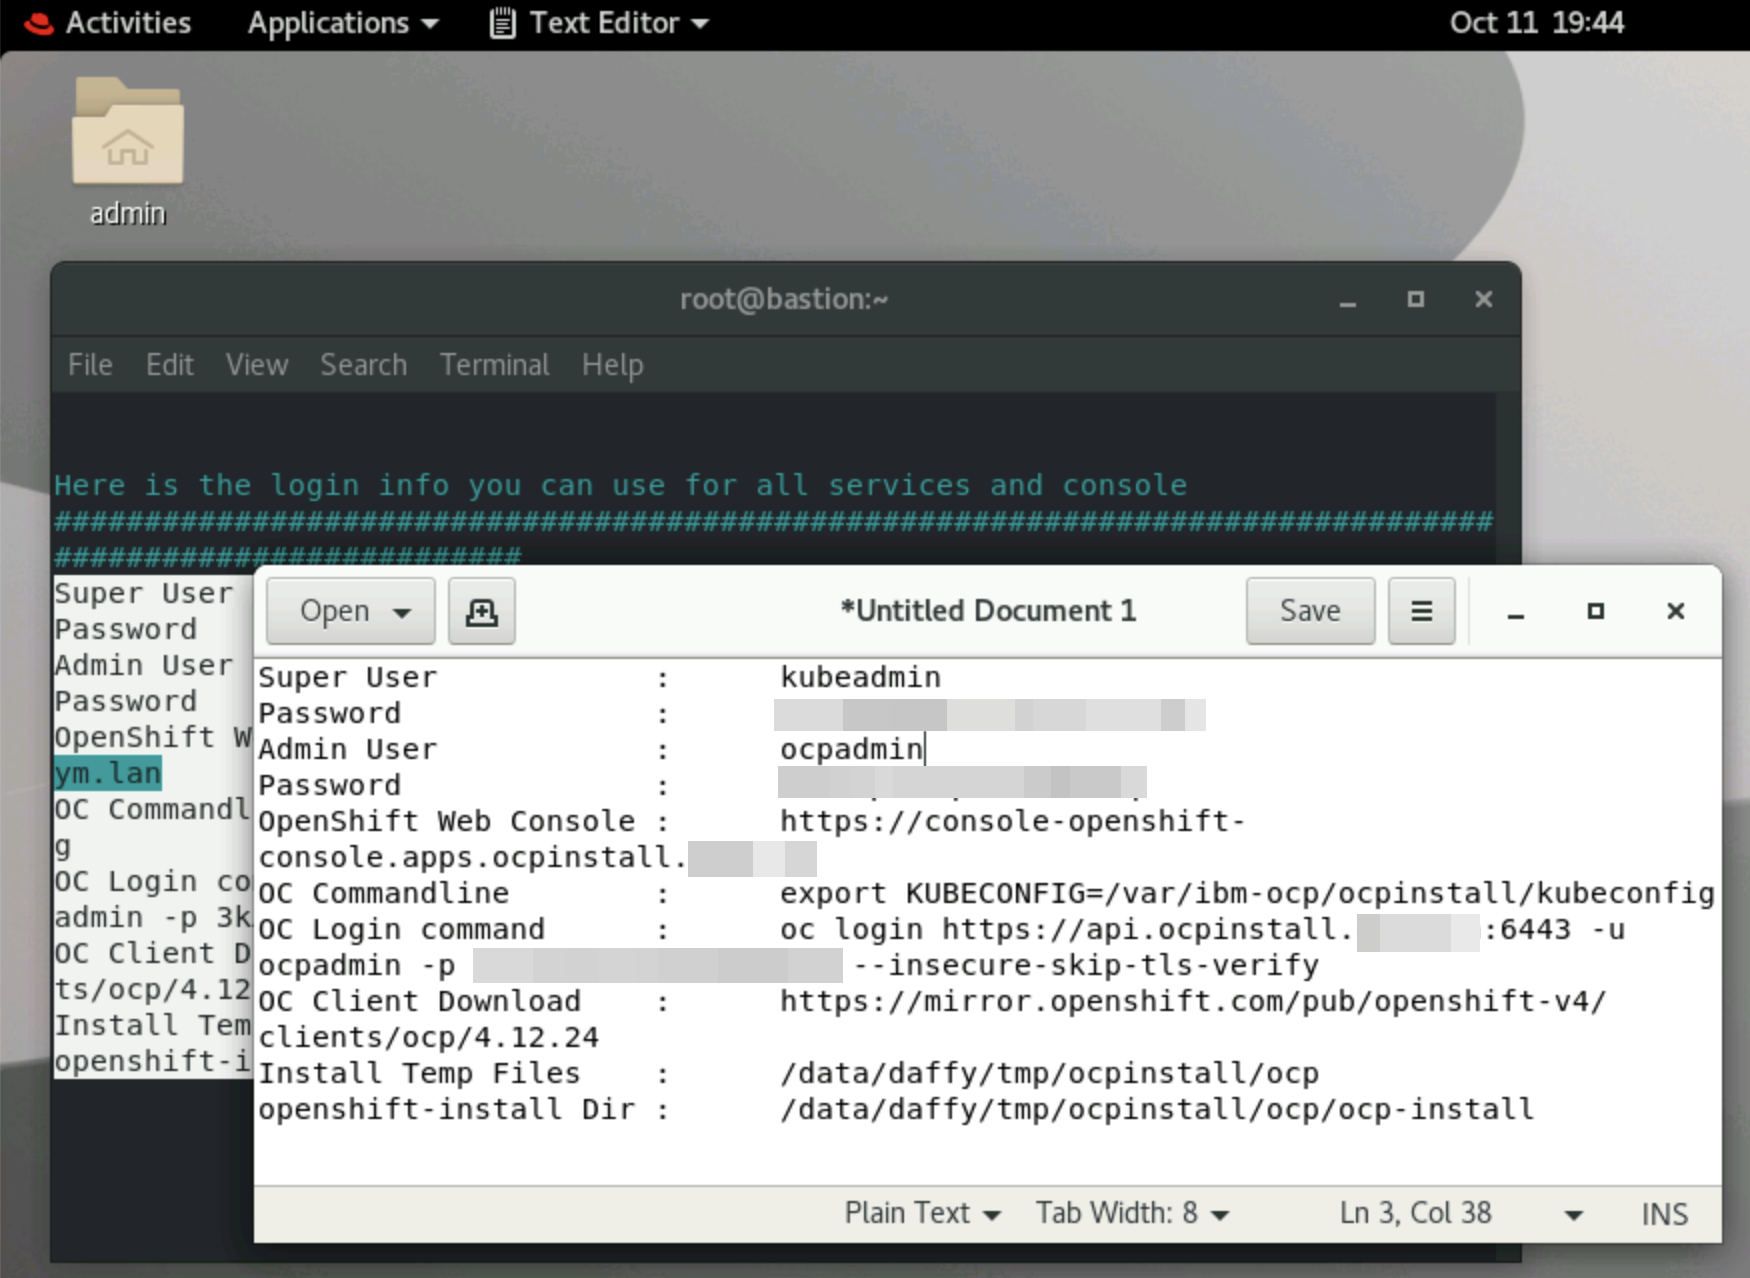 Activities Applications Text Editor Oct 11 19:44
admin
root@bastion:~
File Edit View Search Terminal Help
Here is the login info you can use for all services and console
################################################################################
##########################
Super User
Password
Admin User
Password
OpenShift W
ym.lan
OC Commandl
g
OC Login co
admin -p 3k
OC Client D
ts/ocp/4.12
Install Tem
openshift-i
Open *Untitled Document 1 Save
Super User : kubeadmin
Password :
Admin User : ocpadmin
Password :
OpenShift Web Console : https://console-openshift-
console.apps.ocpinstall.
OC Commandline : export KUBECONFIG=/var/ibm-ocp/ocpinstall/kubeconfig
OC Login command : oc login https://api.ocpinstall. :6443 -u
ocpadmin -p --insecure-skip-tls-verify
OC Client Download : https://mirror.openshift.com/pub/openshift-v4/
clients/ocp/4.12.24
Install Temp Files : /data/daffy/tmp/ocpinstall/ocp
openshift-install Dir : /data/daffy/tmp/ocpinstall/ocp/ocp-install
Plain Text Tab Width: 8 Ln 3, Col 38 INS